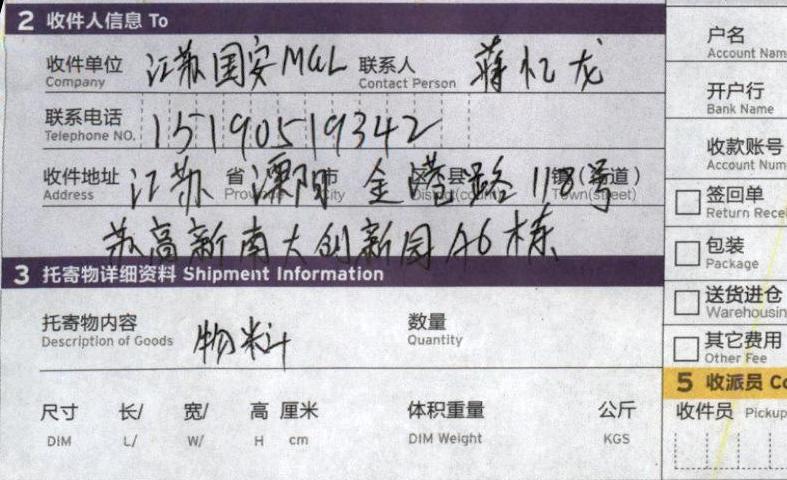 2 收件人信息 To
收件单位 江苏国安MGL 联系人 蒋忆龙
Company Contact Person
联系电话 15190519342
Telephone NO.
收件地址 江苏 省 溧阳 市 金港路 区县 118号 镇(街道)
Address Province City District(county) Town(street)
苏高新南大创新园A6栋
3 托寄物详细资料 Shipment Information
托寄物内容 物料 数量
Description of Goods Quantity
尺寸 长/ 宽/ 高 厘米 体积重量 公斤
DIM L/ W/ H cm DIM Weight KGS
户名
Account Nam
开户行
Bank Name
收款账号
Account Num
签回单
Return Recei
包装
Package
送货进仓
Warehousin
其它费用
Other Fee
5 收派员 Co
收件员 Pickup